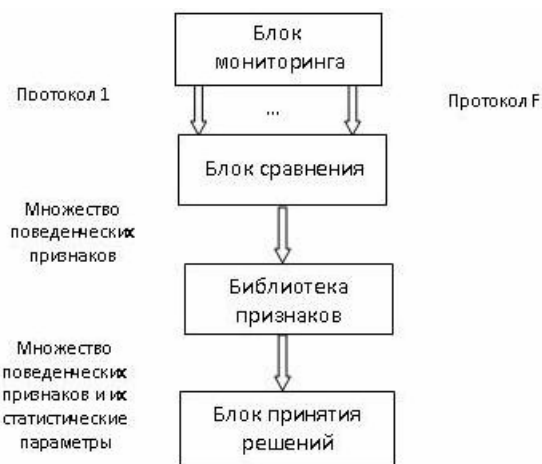 Блок
мониторинга
Протокол 1
...
Протокол F
Блок сравнения
Множество
поведенческих
признаков
Библиотека
признаков
Множество
поведенческих
признаков и их
статистические
параметры
Блок принятия
решений